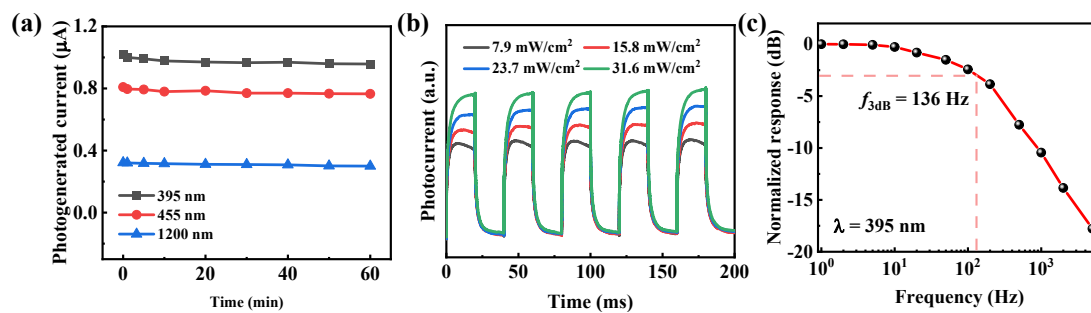 (a)
Photogenerated current (μA)
1.2
0.8
0.4
0.0
395 nm
455 nm
1200 nm
0
20
40
60
Time (min)
(b)
Photocurrent (a.u.)
7.9 mW/cm²
15.8 mW/cm²
23.7 mW/cm²
31.6 mW/cm²
0
50
100
150
200
Time (ms)
(c)
Normalized response (dB)
0
-5
-10
-15
-20
f3dB = 136 Hz
λ = 395 nm
10⁰
10¹
10²
10³
Frequency (Hz)